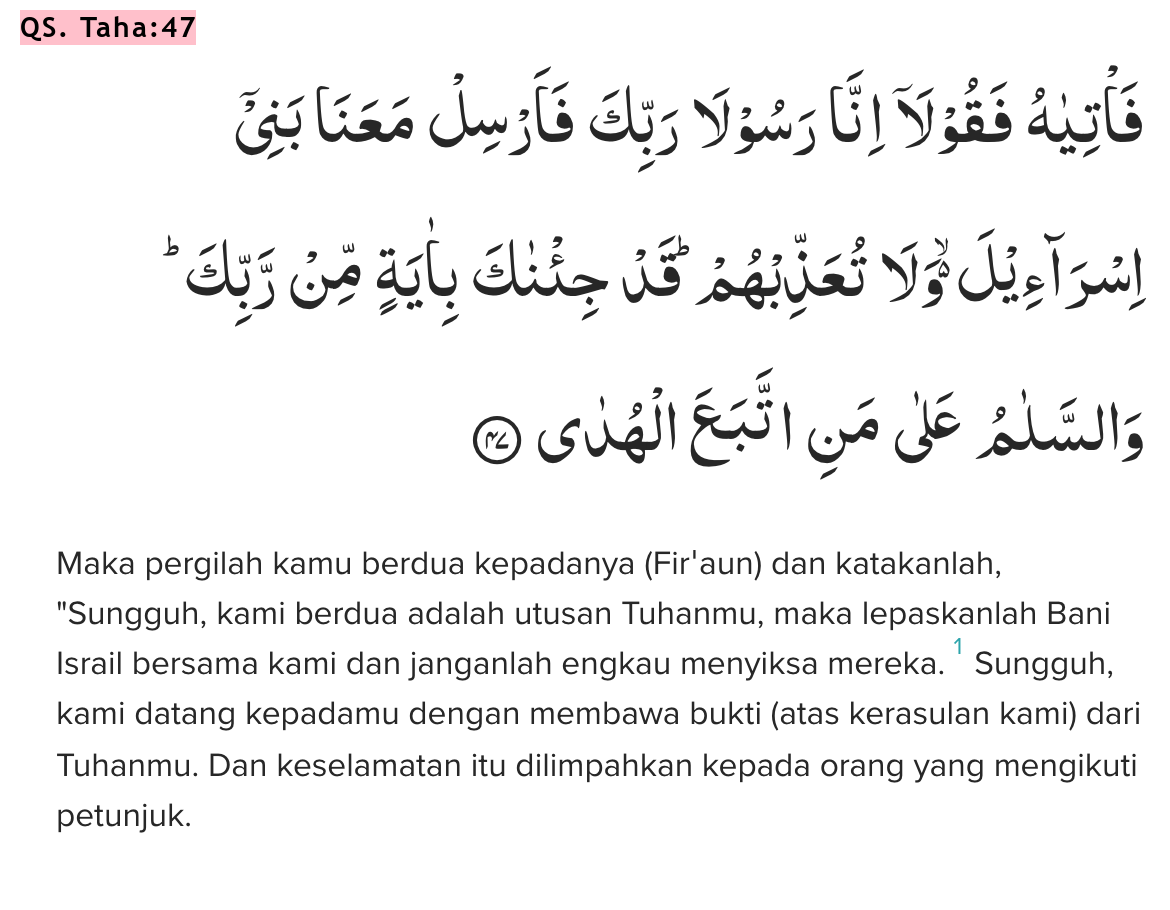 QS. Taha:47
فَأْتِيٰهُ فَقُوْلَآ اِنَّا رَسُوْلَا رَبِّكَ فَاَرْسِلْ مَعَنَا بَنِيْٓ
اِسْرَاۤءِيْلَ ەۙ وَلَا تُعَذِّبْهُمْۗ قَدْ جِئْنٰكَ بِاٰيَةٍ مِّنْ رَّبِّكَ ۗ
وَالسَّلٰمُ عَلٰى مَنِ اتَّبَعَ الْهُدٰى ٤٧
Maka pergilah kamu berdua kepadanya (Fir'aun) dan katakanlah,
"Sungguh, kami berdua adalah utusan Tuhanmu, maka lepaskanlah Bani
Israil bersama kami dan janganlah engkau menyiksa mereka. 1 Sungguh,
kami datang kepadamu dengan membawa bukti (atas kerasulan kami) dari
Tuhanmu. Dan keselamatan itu dilimpahkan kepada orang yang mengikuti
petunjuk.